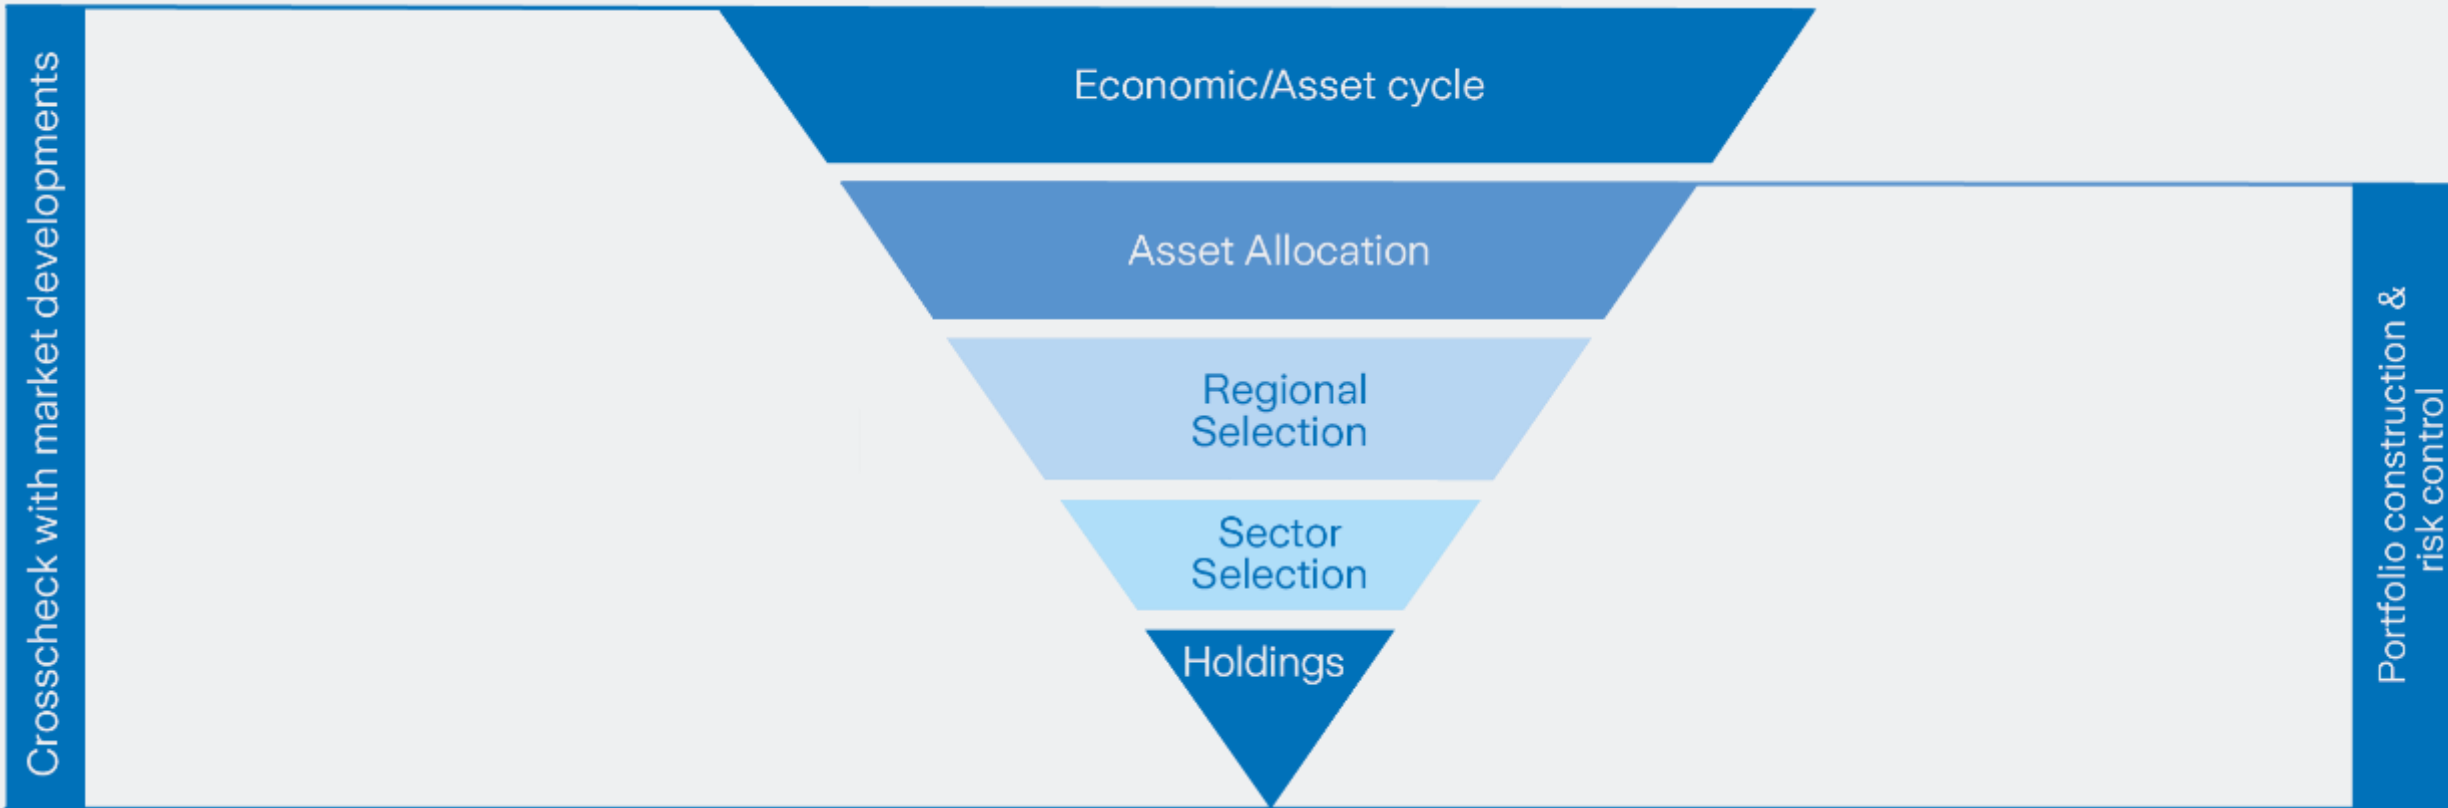 Crosscheck with market developments
Economic/Asset cycle
Asset Allocation
Regional
Selection
Sector
Selection
Holdings
Portfolio construction &
risk control